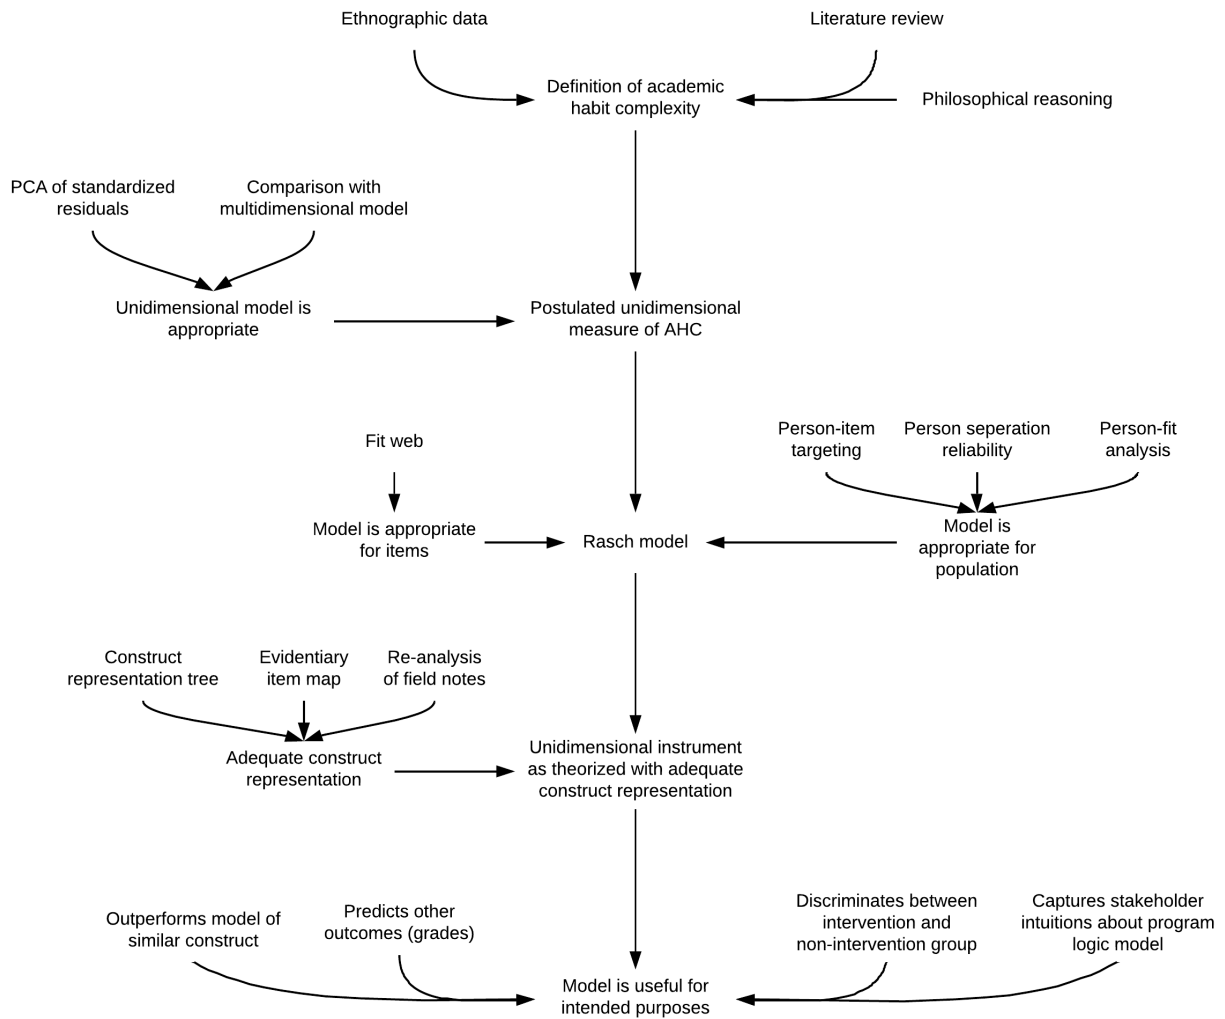 Ethnographic data
Literature review
Definition of academic
habit complexity
Philosophical reasoning
PCA of standardized
residuals
Comparison with
multidimensional model
Unidimensional model is
appropriate
Postulated unidimensional
measure of AHC
Fit web
Person-item
targeting
Person seperation
reliability
Person-fit
analysis
Model is appropriate
for items
Rasch model
Model is
appropriate for
population
Construct
representation tree
Evidentiary
item map
Re-analysis
of field notes
Adequate construct
representation
Unidimensional instrument
as theorized with adequate
construct representation
Outperforms model of
similar construct
Predicts other
outcomes (grades)
Discriminates between
intervention and
non-intervention group
Captures stakeholder
intuitions about program
logic model
Model is useful for
intended purposes